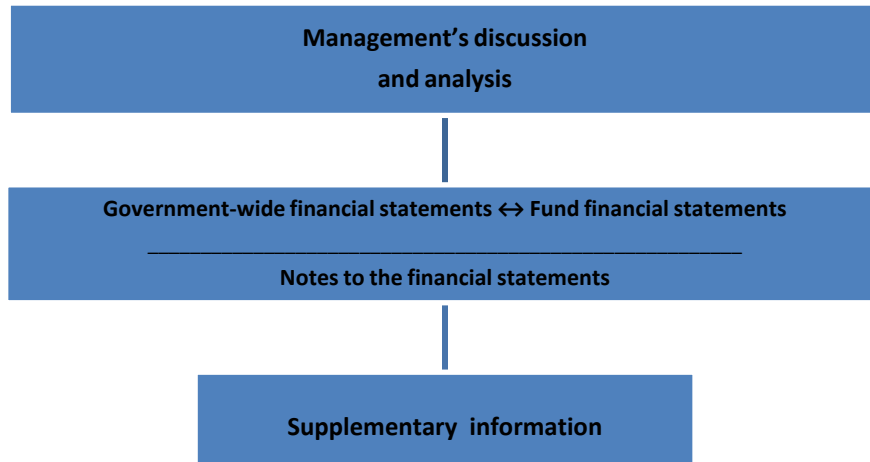 Management’s discussion
and analysis
Government-wide financial statements ↔ Fund financial statements
Notes to the financial statements
Supplementary information